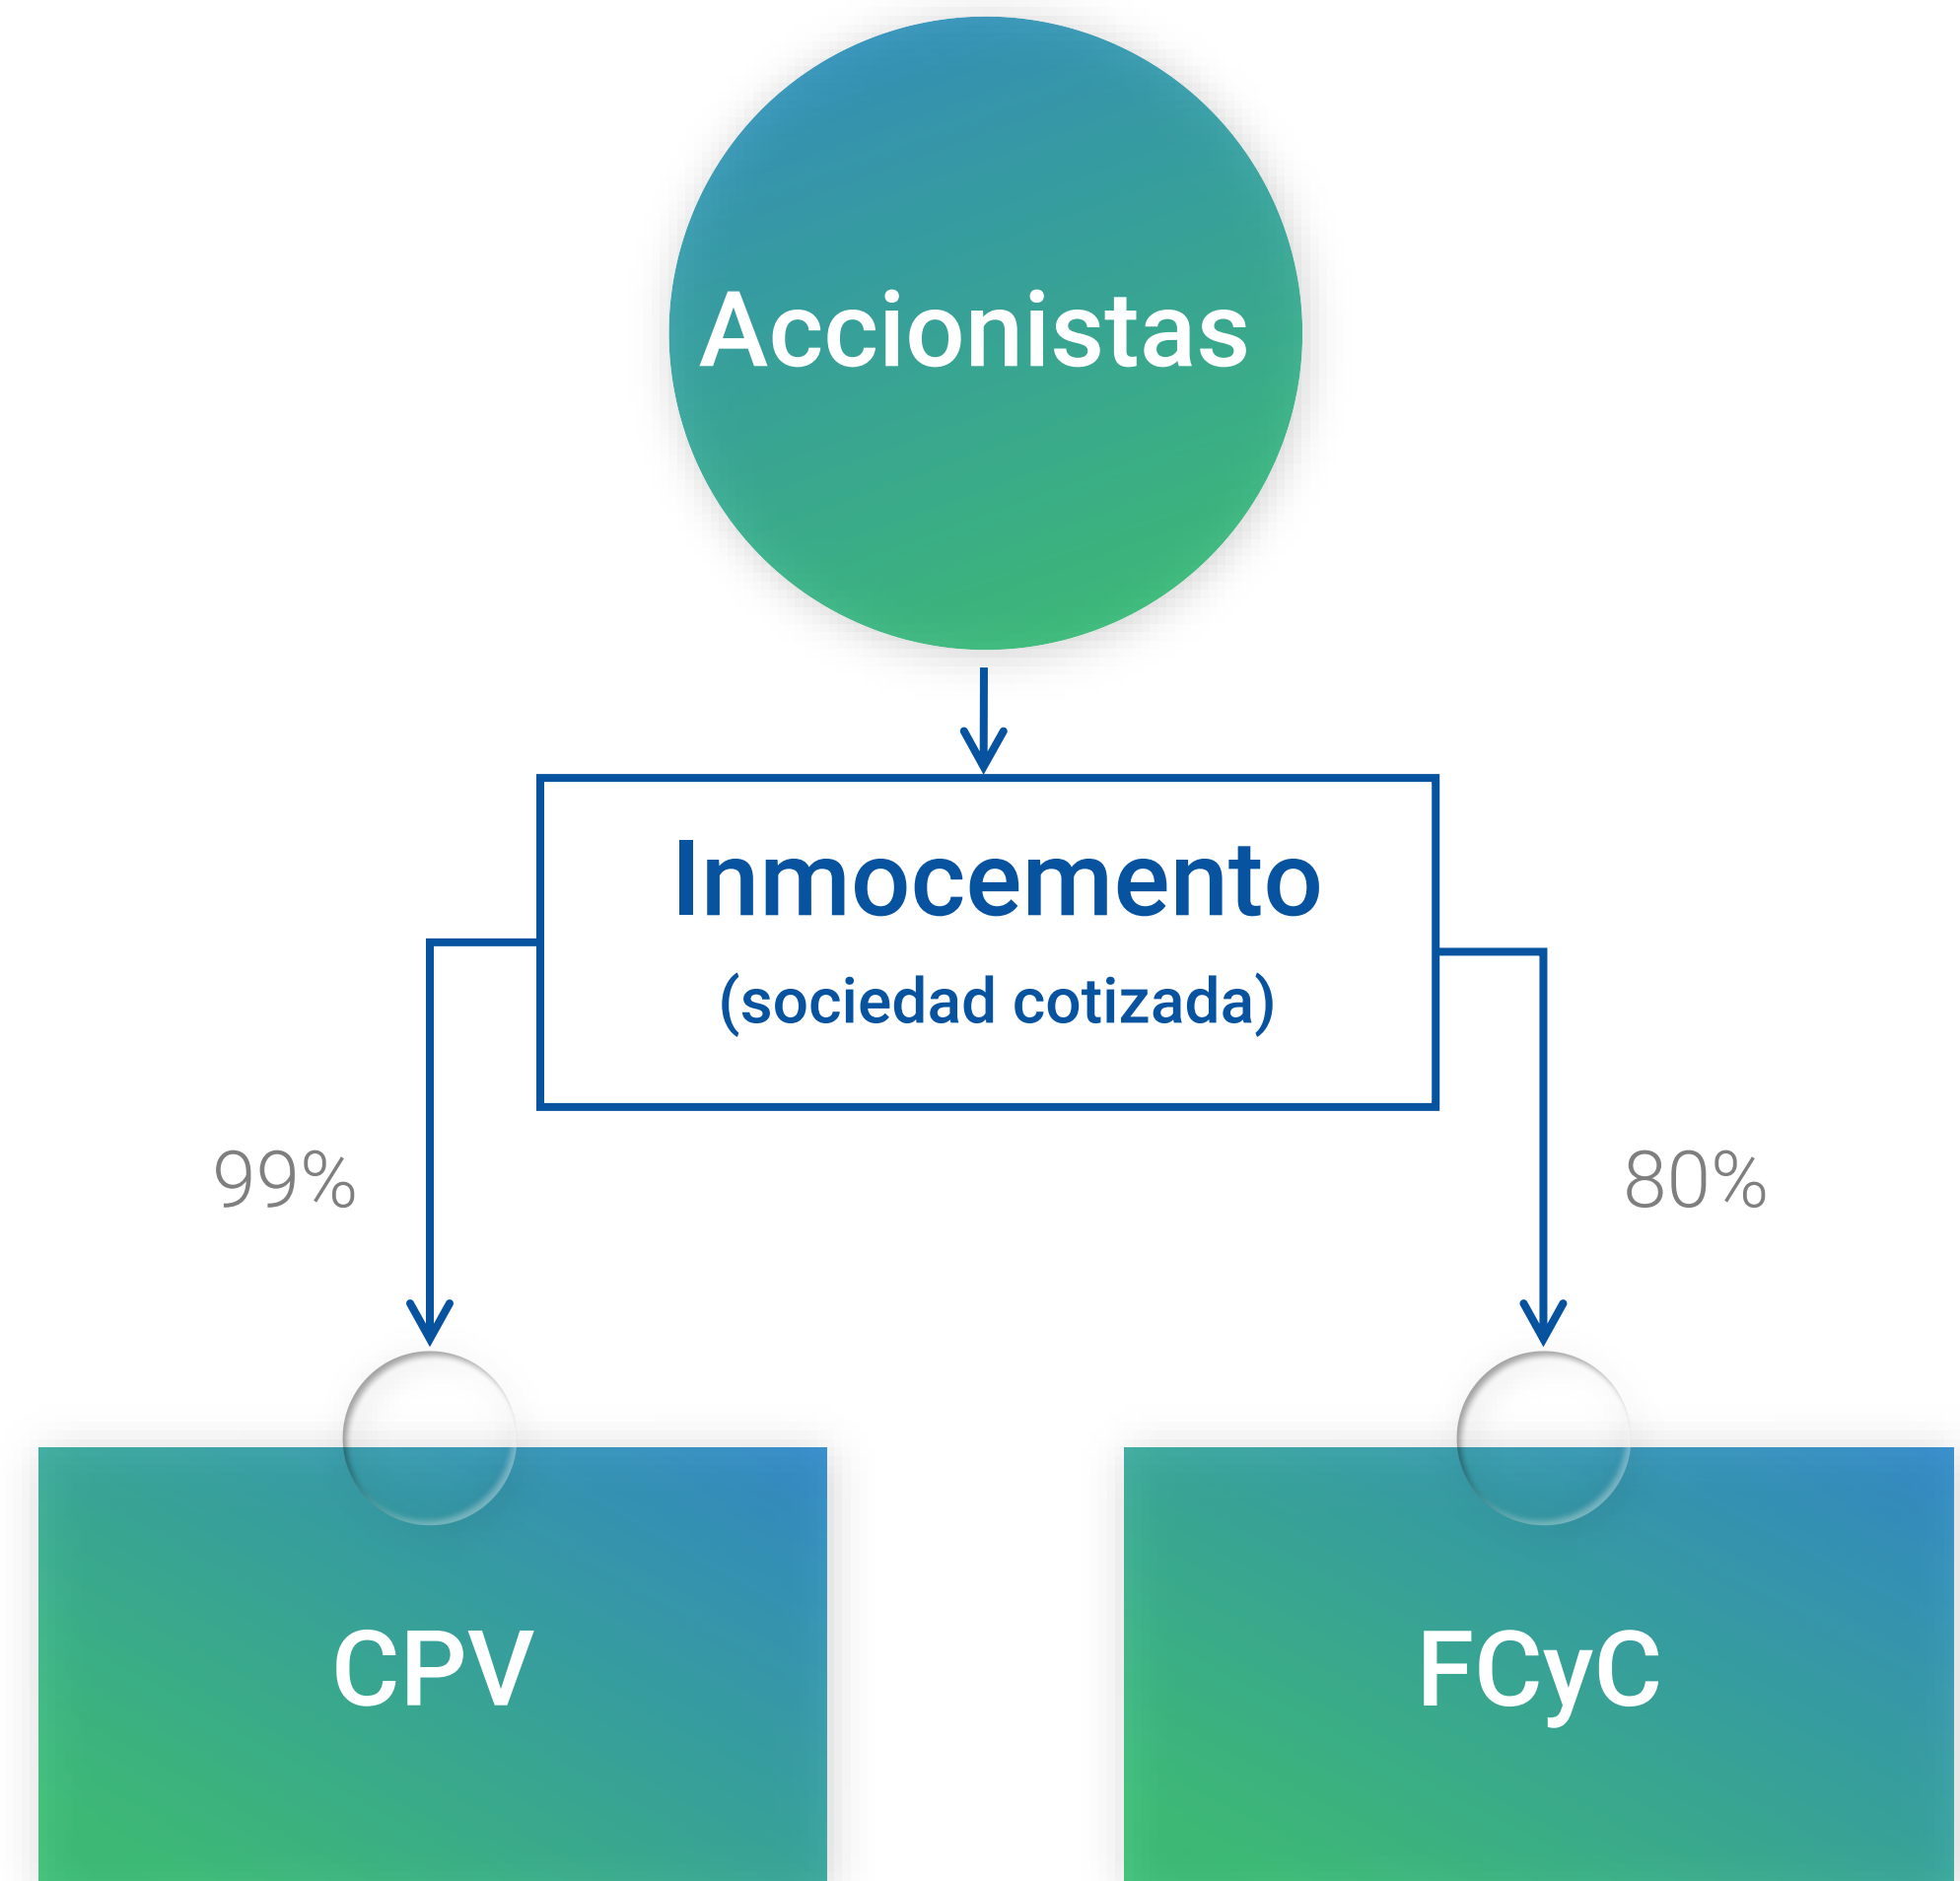 Accionistas
Inmocemento
(sociedad cotizada)
99%
80%
CPV
FCyC